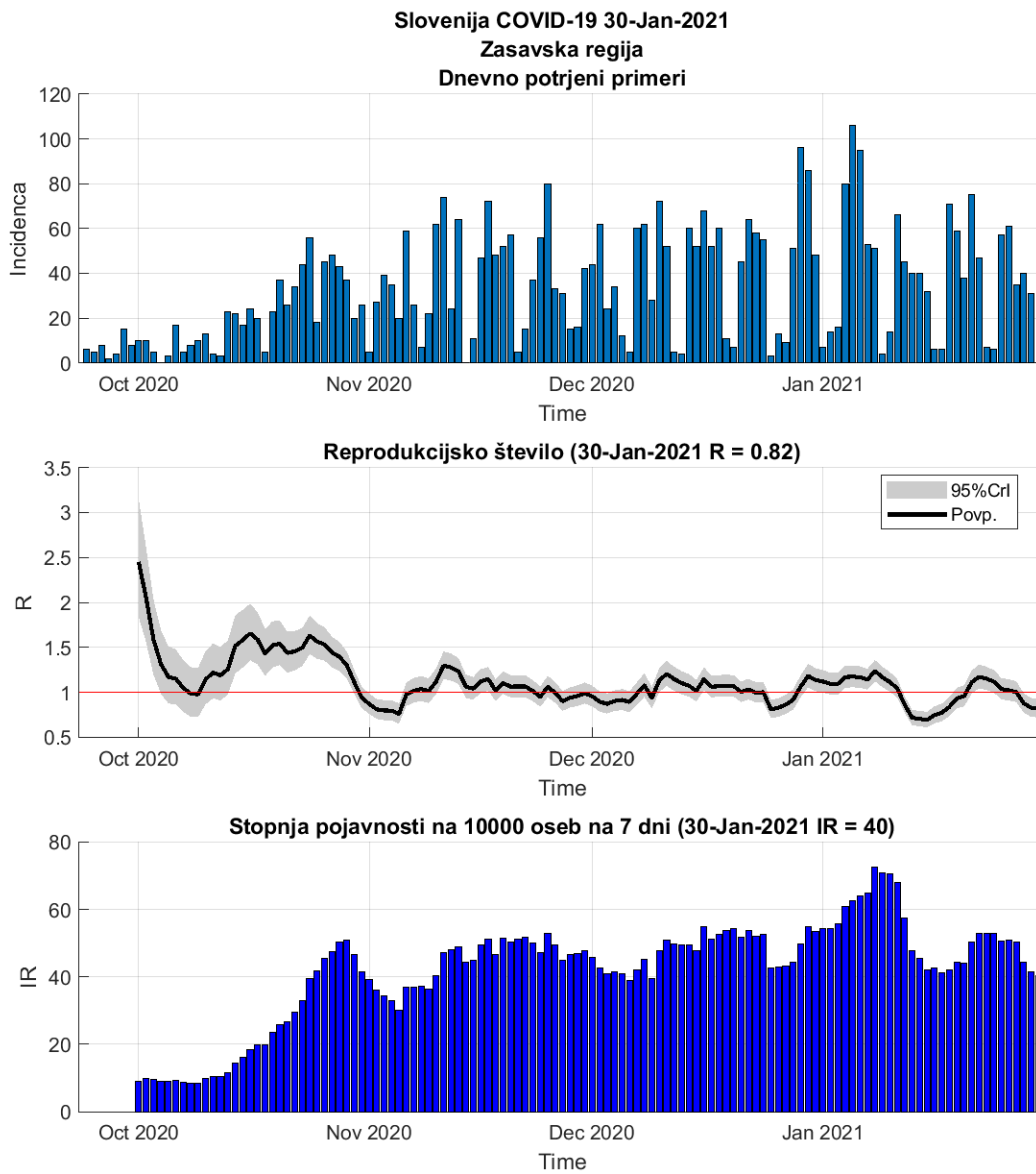 Slovenija COVID-19 30-Jan-2021
Zasavska regija
Dnevno potrjeni primeri
120
100
80
60
40
20
0
Incidenca
Oct 2020 Nov 2020 Dec 2020 Jan 2021
Time
Reprodukcijsko število (30-Jan-2021 R = 0.82)
3.5
3
2.5
2
1.5
1
0.5
R
95%CrI
Povp.
Oct 2020 Nov 2020 Dec 2020 Jan 2021
Time
Stopnja pojavnosti na 10000 oseb na 7 dni (30-Jan-2021 IR = 40)
80
60
40
20
0
IR
Oct 2020 Nov 2020 Dec 2020 Jan 2021
Time